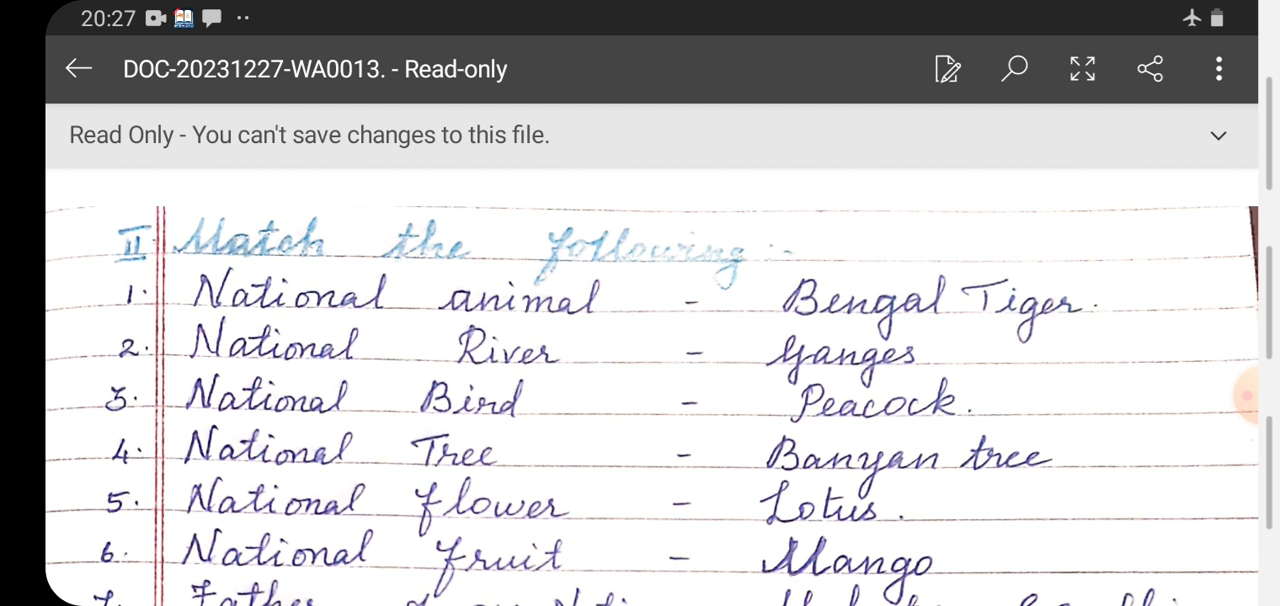 20:27
DOC-20231227-WA0013. - Read-only
Read Only - You can't save changes to this file.
II Match the following :-
1. National animal - Bengal Tiger.
2. National River - Ganges
3. National Bird - Peacock.
4. National Tree - Banyan tree
5. National flower - Lotus.
6. National fruit - Mango
7. Father